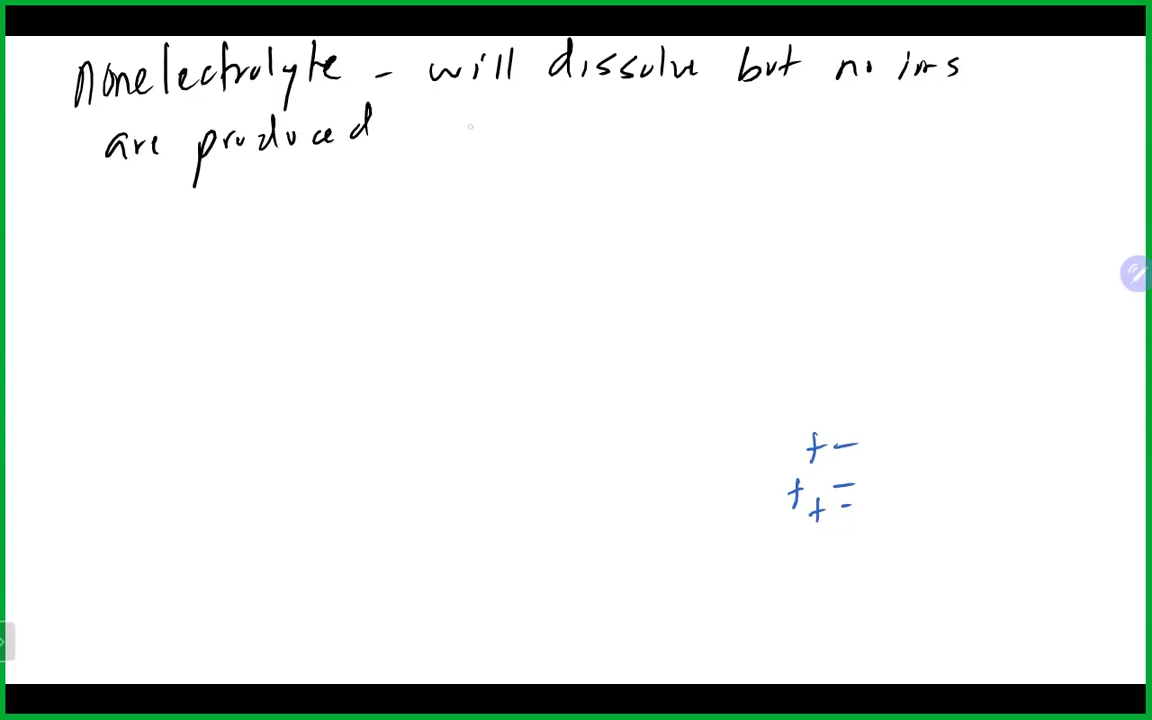 nonelectrolyte - will dissolve but no ions
are produced
+ -
+ -
+ -